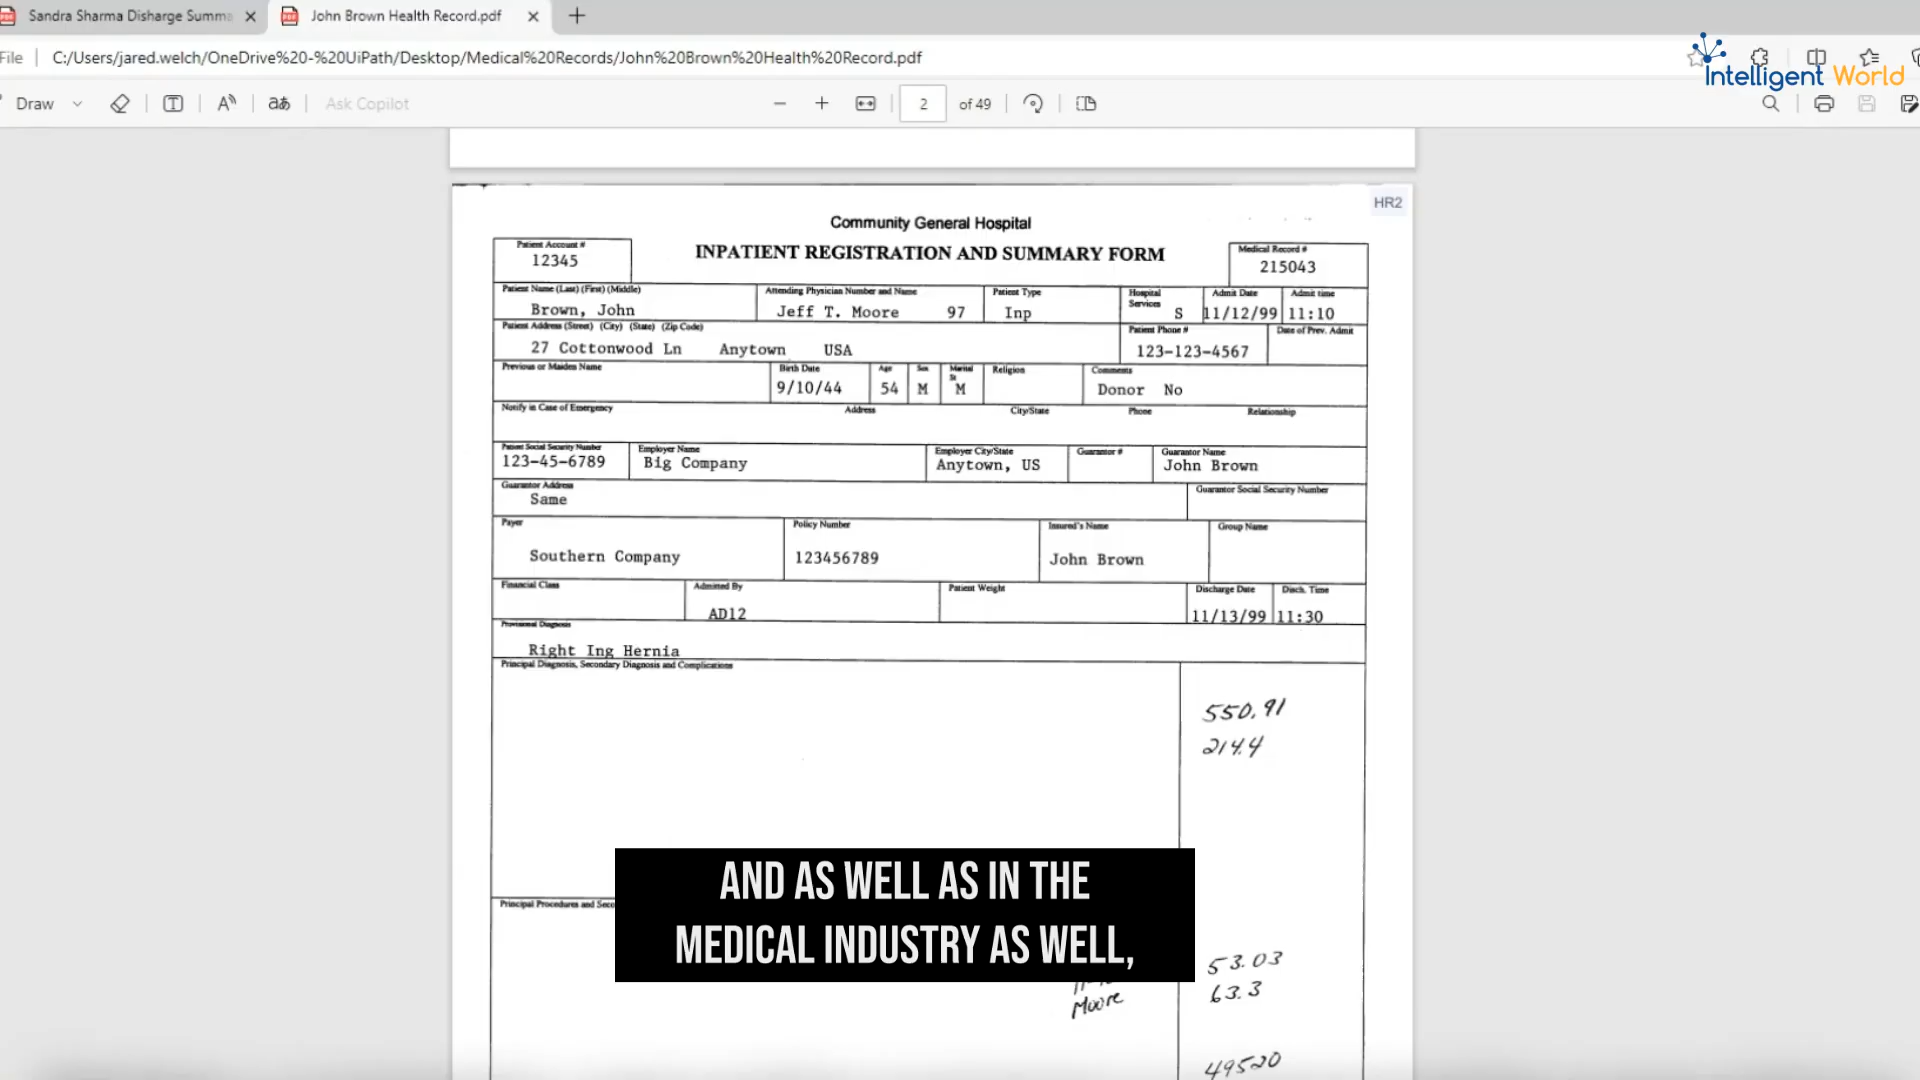 Sandra Sharma Disharge Summa
John Brown Health Record.pdf
File | C:/Users/jared.welch/OneDrive%20-%20UiPath/Desktop/Medical%20Records/John%20Brown%20Health%20Record.pdf
Intelligent World
Draw
Ask Copilot
2 of 49
HR2
Community General Hospital
INPATIENT REGISTRATION AND SUMMARY FORM
Patient Account #
12345
Medical Record #
215043
Patient Name (Last) (First) (Middle)
Brown, John
Attending Physician Number and Name
Jeff T. Moore 97
Patient Type
Inp
Hospital Services
S
Admit Date
11/12/99
Admit time
11:10
Patient Address (Street) (City) (State) (Zip Code)
27 Cottonwood Ln Anytown USA
Patient Phone #
123-123-4567
Date of Prev. Admit
Previous or Maiden Name
Birth Date
9/10/44
Age
54
Sex
M
Marital St
M
Religion
Comments
Donor No
Notify in Case of Emergency Address City/State Phone Relationship
Patient Social Security Number
123-45-6789
Employer Name
Big Company
Employer City/State
Anytown, US
Guarantor #
Guarantor Name
John Brown
Guarantor Address
Same
Guarantor Social Security Number
Payer
Southern Company
Policy Number
123456789
Insured's Name
John Brown
Group Name
Financial Class
Admitted By
AD12
Patient Weight
Discharge Date
11/13/99
Disch. Time
11:30
Provisional Diagnosis
Right Ing Hernia
Principal Diagnosis, Secondary Diagnosis and Complications
550.91
214.4
Principal Procedures and Seco
AND AS WELL AS IN THE
MEDICAL INDUSTRY AS WELL,
53.03
Moore
63.3
49520